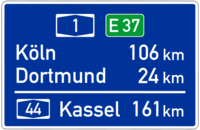 1 E 37
Köln 106 km
Dortmund 24 km
44 Kassel 161 km